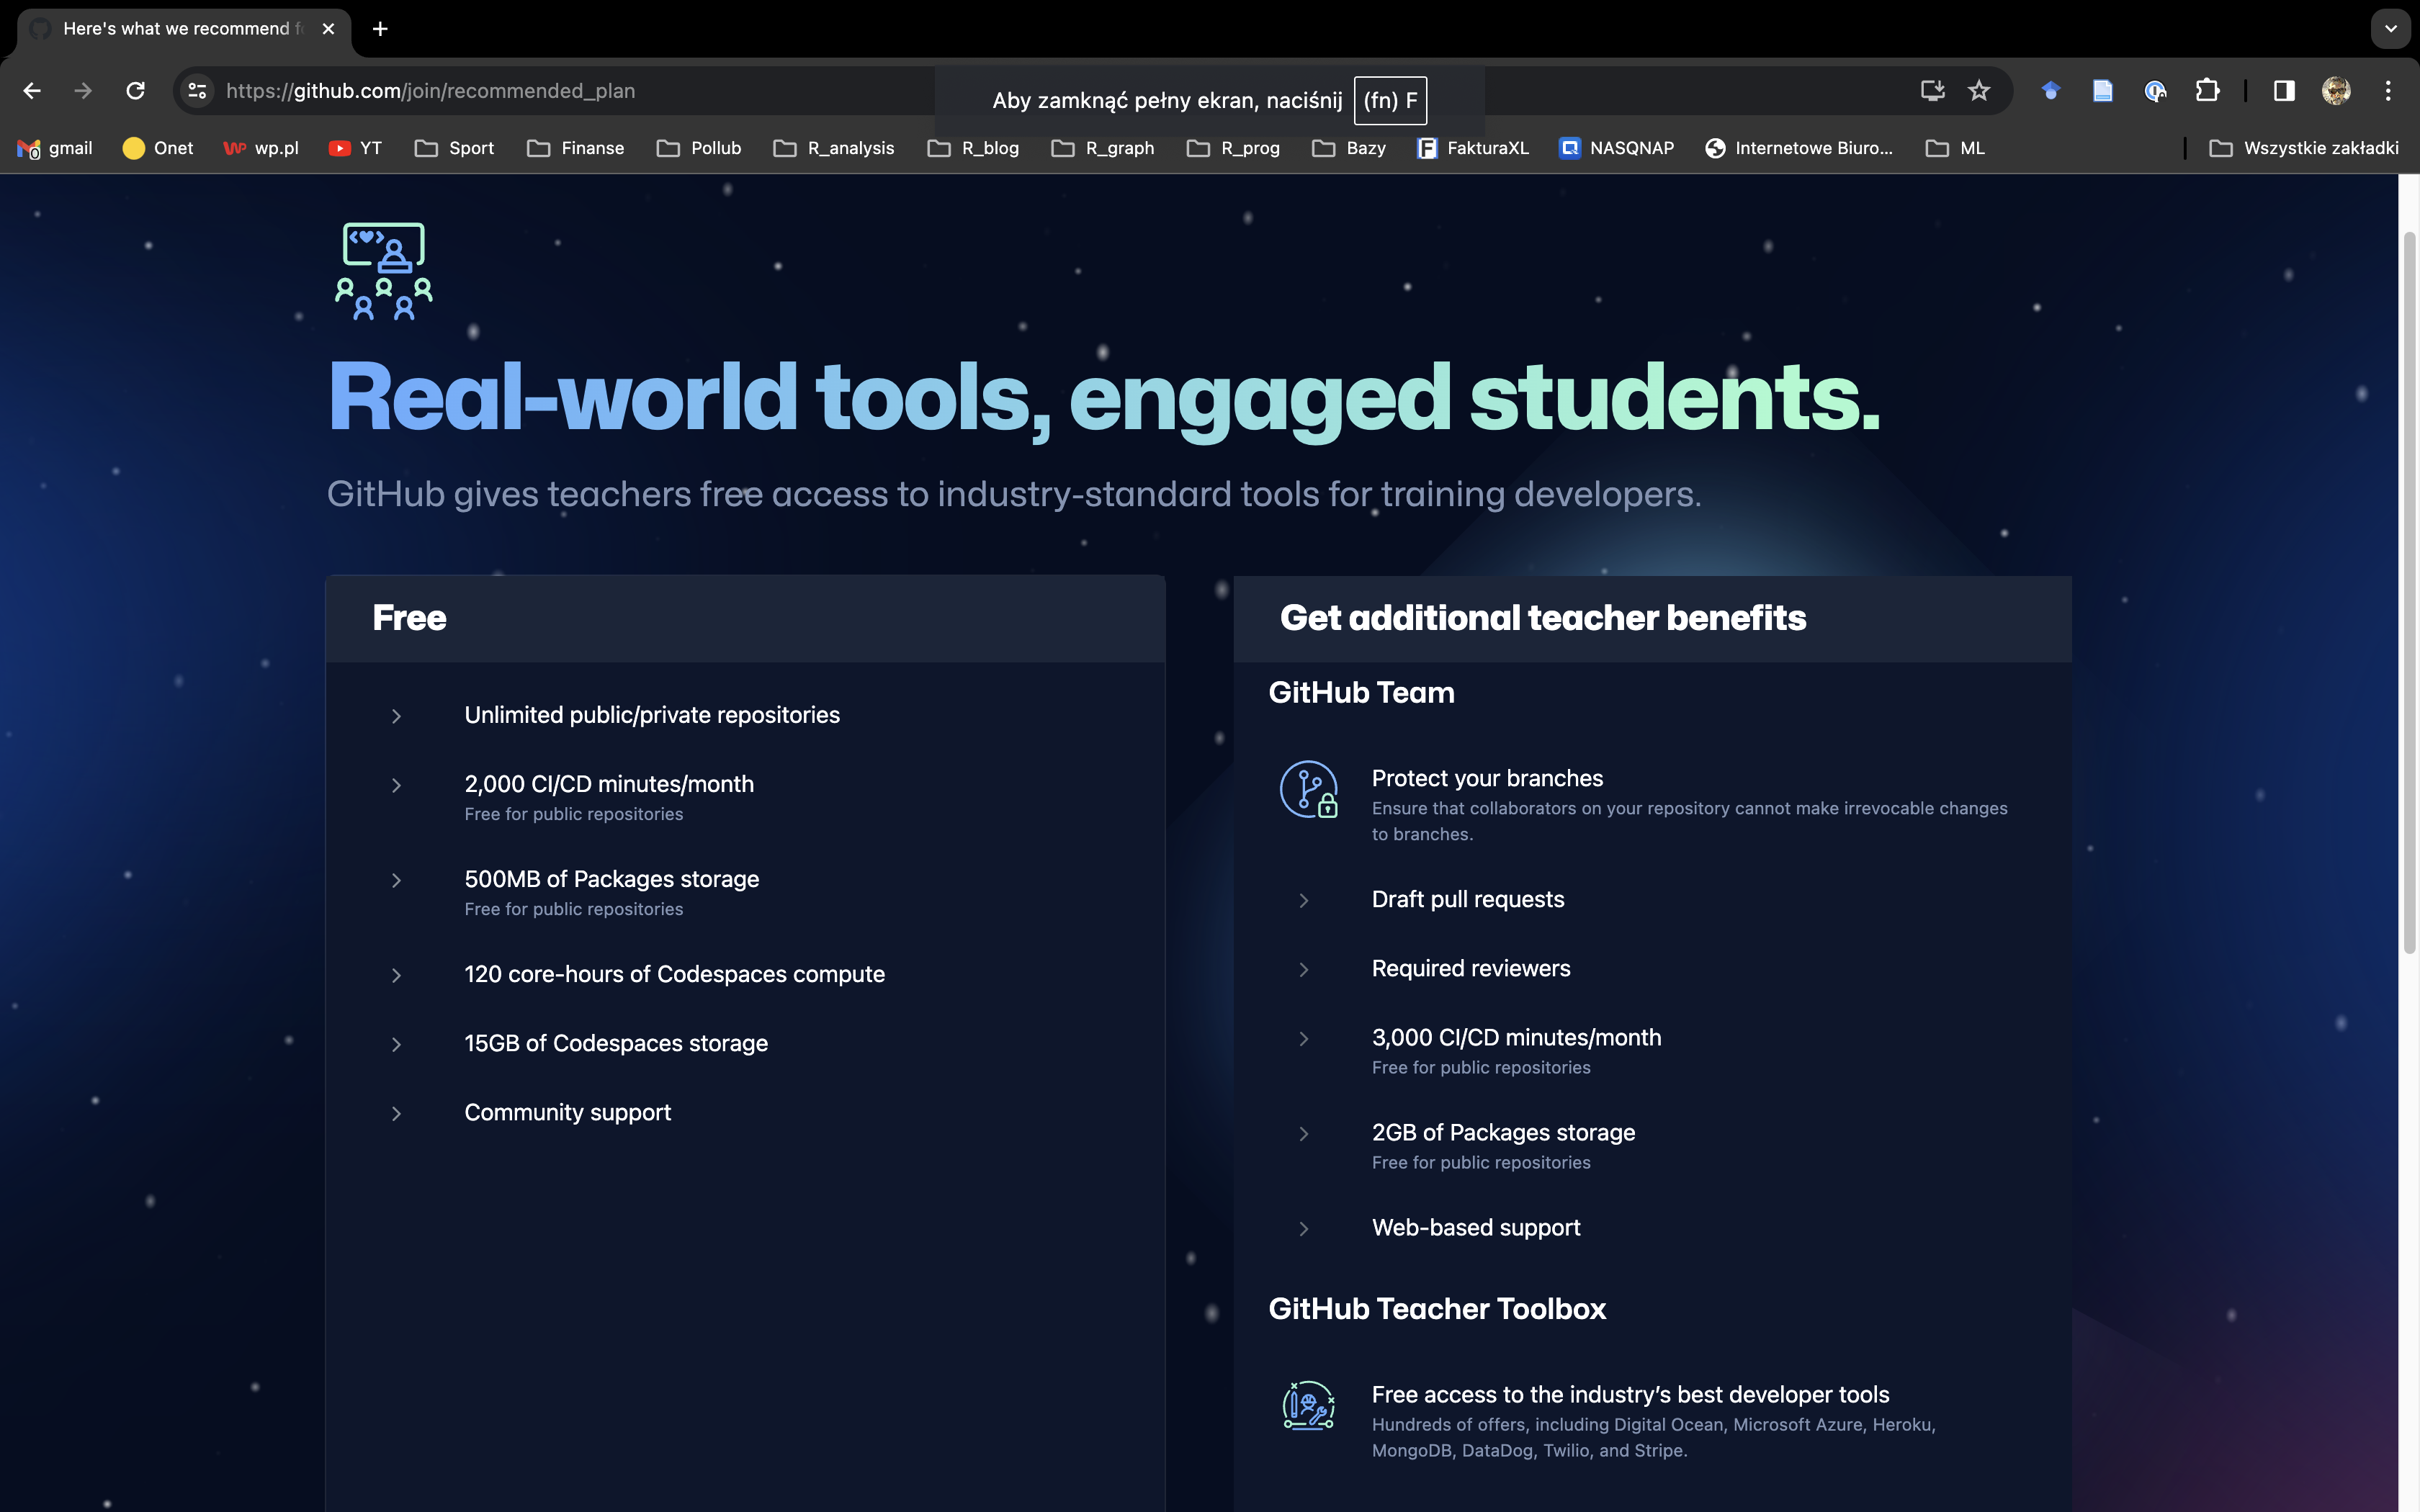 Here's what we recommend f
https://github.com/join/recommended_plan
Aby zamknąć pełny ekran, naciśnij (fn) F
gmail Onet wp.pl YT Sport Finanse Pollub R_analysis R_blog R_graph R_prog Bazy FakturaXL NASQNAP Internetowe Biuro... ML Wszystkie zakładki
Real-world tools, engaged students.
GitHub gives teachers free access to industry-standard tools for training developers.
Free
Unlimited public/private repositories
2,000 CI/CD minutes/month
Free for public repositories
500MB of Packages storage
Free for public repositories
120 core-hours of Codespaces compute
15GB of Codespaces storage
Community support
Get additional teacher benefits
GitHub Team
Protect your branches
Ensure that collaborators on your repository cannot make irrevocable changes
to branches.
Draft pull requests
Required reviewers
3,000 CI/CD minutes/month
Free for public repositories
2GB of Packages storage
Free for public repositories
Web-based support
GitHub Teacher Toolbox
Free access to the industry’s best developer tools
Hundreds of offers, including Digital Ocean, Microsoft Azure, Heroku,
MongoDB, DataDog, Twilio, and Stripe.